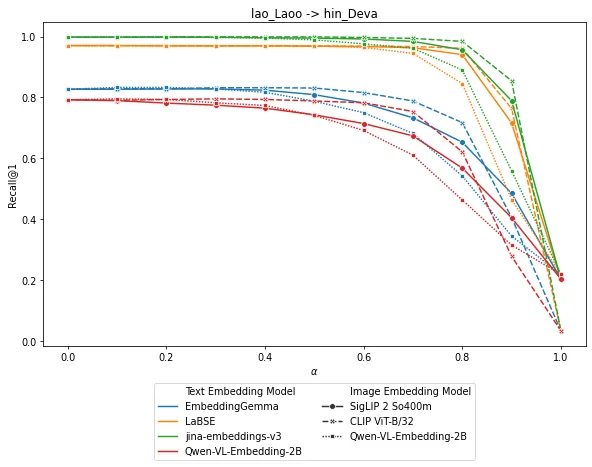 lao_Laoo -> hin_Deva
Recall@1
1.0
0.8
0.6
0.4
0.2
0.0
0.0 0.2 0.4 0.6 0.8 1.0
α
Text Embedding Model
EmbeddingGemma
LaBSE
jina-embeddings-v3
Qwen-VL-Embedding-2B
Image Embedding Model
SigLIP 2 So400m
CLIP ViT-B/32
Qwen-VL-Embedding-2B